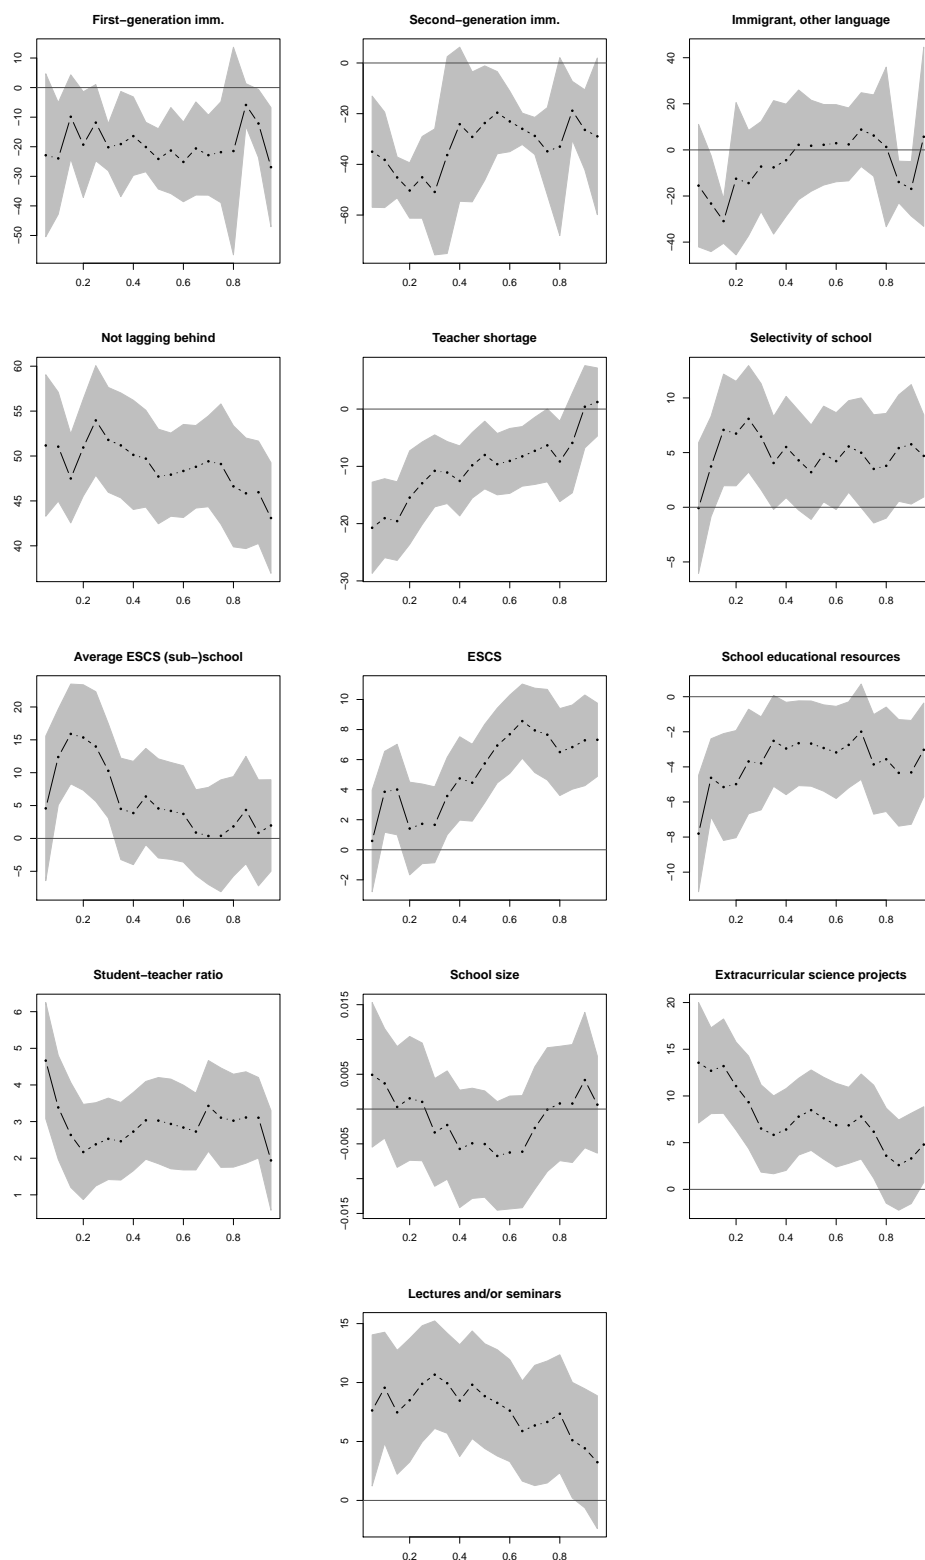 First−generation imm.
10
0
−10
−20
−30
−40
−50
0.2 0.4 0.6 0.8
Second−generation imm.
0
−20
−40
−60
0.2 0.4 0.6 0.8
Immigrant, other language
40
20
0
−20
−40
0.2 0.4 0.6 0.8
Not lagging behind
60
55
50
45
40
0.2 0.4 0.6 0.8
Teacher shortage
0
−10
−20
−30
0.2 0.4 0.6 0.8
Selectivity of school
10
5
0
−5
0.2 0.4 0.6 0.8
Average ESCS (sub−)school
20
15
10
5
0
−5
0.2 0.4 0.6 0.8
ESCS
10
8
6
4
2
0
−2
0.2 0.4 0.6 0.8
School educational resources
0
−2
−4
−6
−8
−10
0.2 0.4 0.6 0.8
Student−teacher ratio
6
5
4
3
2
1
0.2 0.4 0.6 0.8
School size
0.015
0.005
−0.005
−0.015
0.2 0.4 0.6 0.8
Extracurricular science projects
20
15
10
5
0
0.2 0.4 0.6 0.8
Lectures and/or seminars
15
10
5
0
0.2 0.4 0.6 0.8